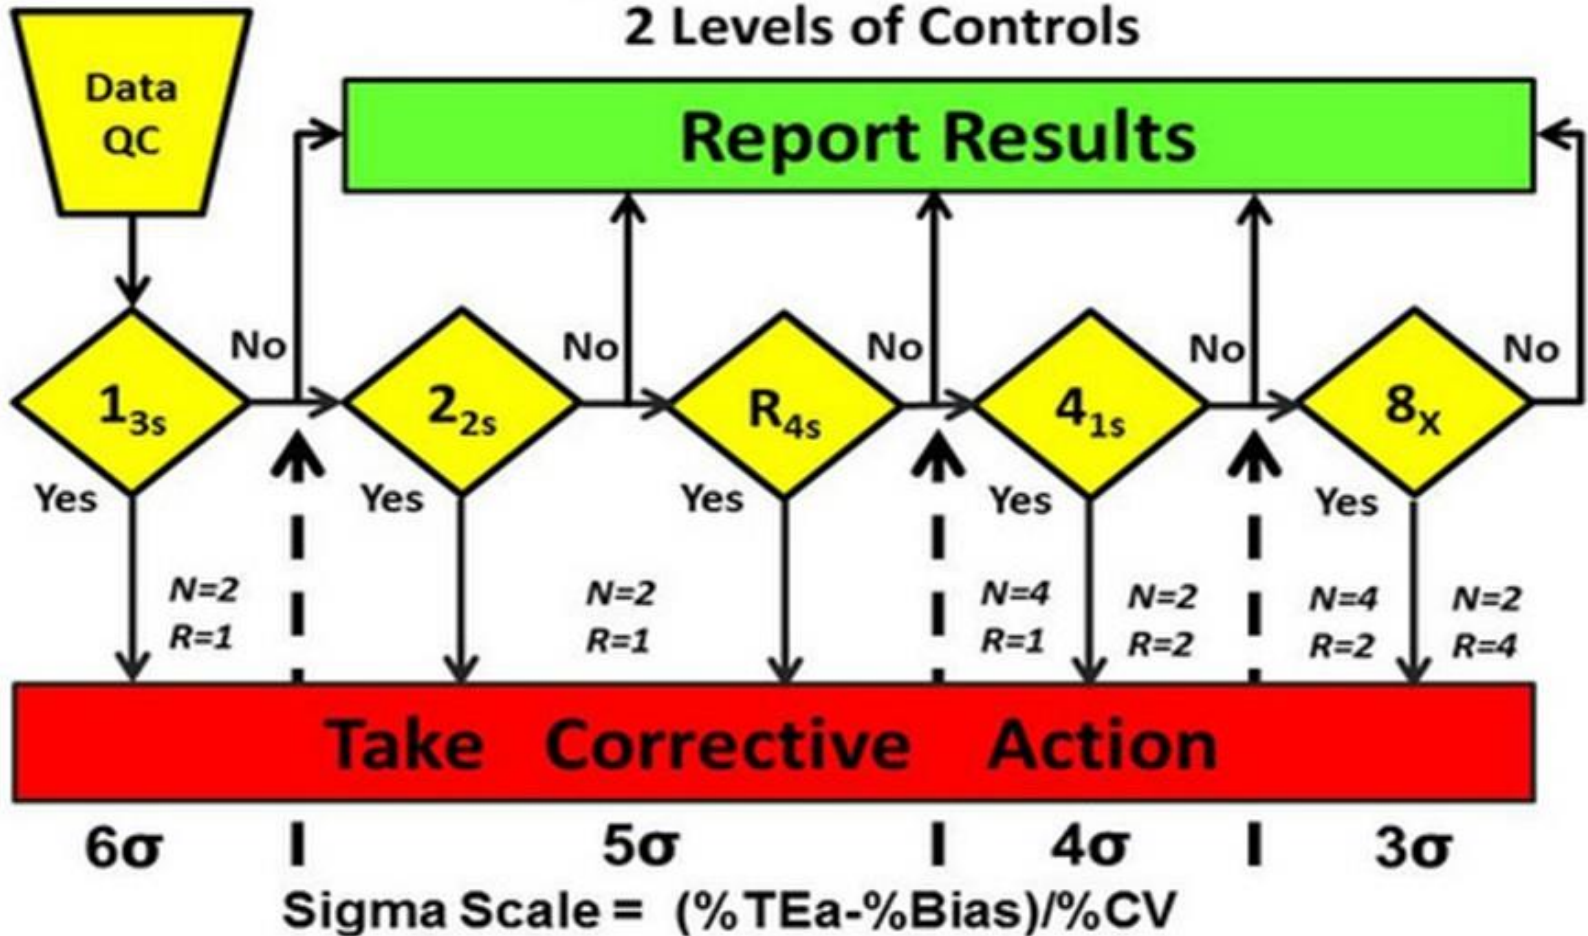 2 Levels of Controls
Data
QC
Report Results
No
No
No
No
No
1₃ₛ
2₂ₛ
R₄ₛ
4₁ₛ
8ₓ
Yes
Yes
Yes
Yes
Yes
N=2
R=1
N=2
R=1
N=4
R=1
N=2
R=2
N=4
R=2
N=2
R=4
Take Corrective Action
6σ
5σ
4σ
3σ
Sigma Scale = (%TEa-%Bias)/%CV